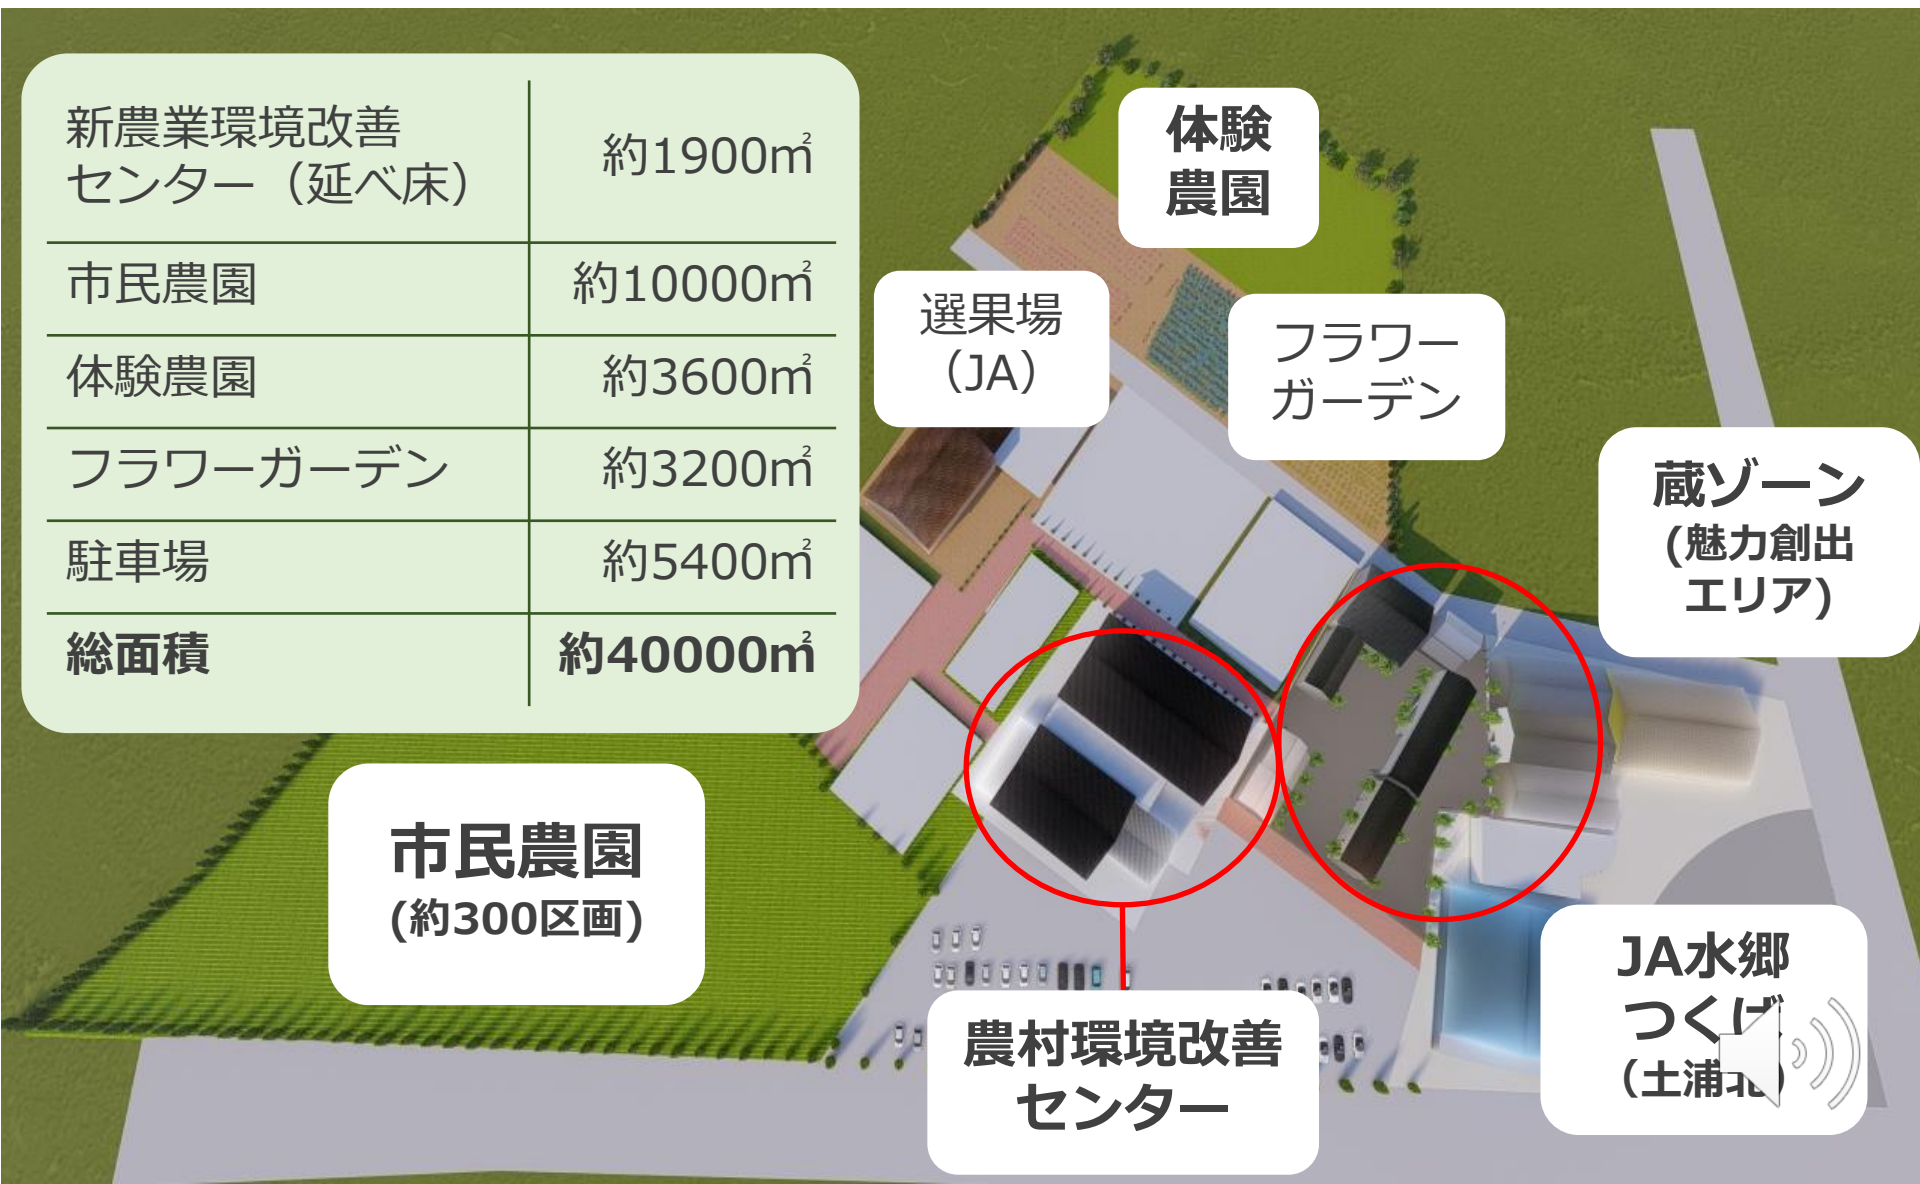 新農業環境改善
センター（延べ床）
約1900㎡
市民農園
約10000㎡
体験農園
約3600㎡
フラワーガーデン
約3200㎡
駐車場
約5400㎡
総面積
約40000㎡
体験
農園
選果場
（JA）
フラワー
ガーデン
蔵ゾーン
(魅力創出
エリア)
市民農園
(約300区画)
農村環境改善
センター
JA水郷
つくば
（土浦北）